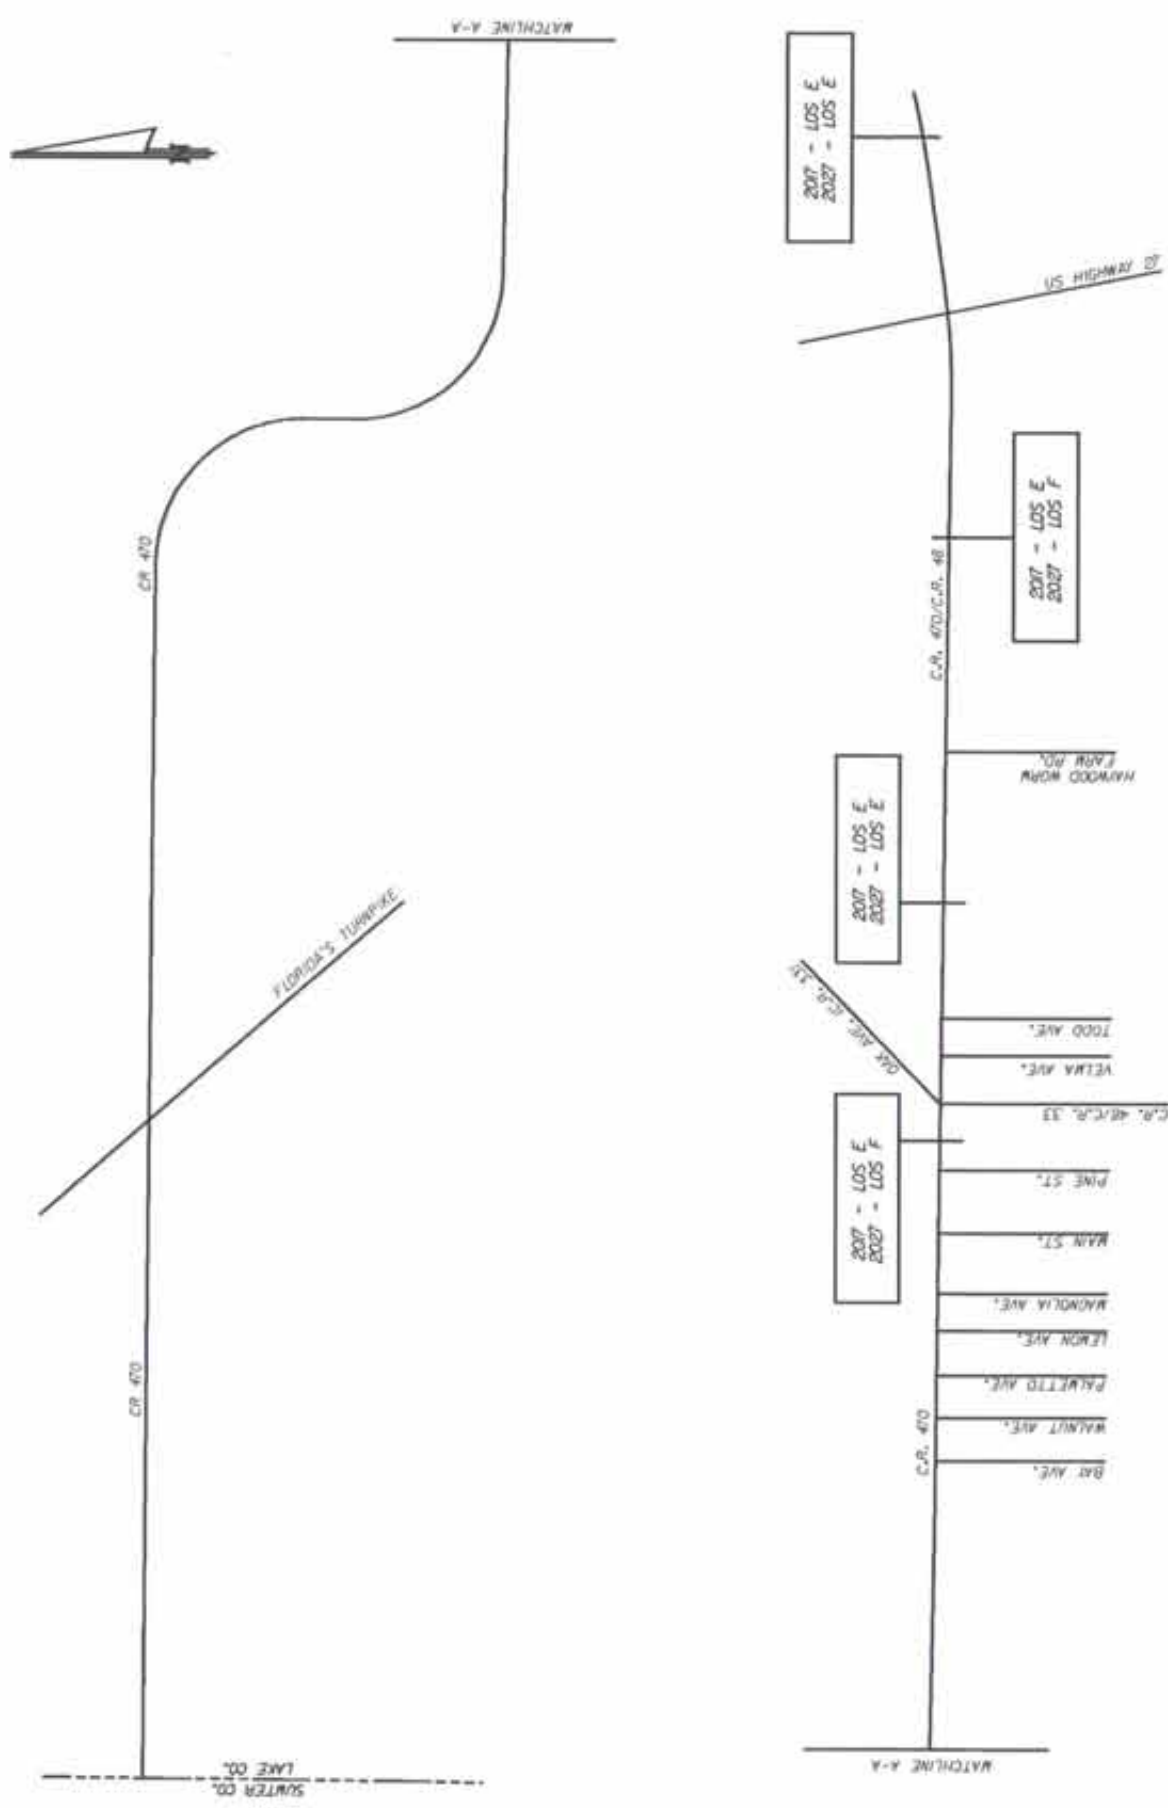 MATCHLINE A-A
N
CR 470
FLORIDA'S TURNPIKE
CR 470
LAKE CO.
SUMTER CO.
2017 - LOS E
2027 - LOS E
US HIGHWAY
2017 - LOS E
2027 - LOS F
C.R. 470/C.R. 48
HAYWOOD WORM
FARM RD.
2017 - LOS E
2027 - LOS E
OAK AVE. (C.R. 33)
TODD AVE.
VELMA AVE.
C.R. 48/C.R. 33
2017 - LOS E
2027 - LOS F
PINE ST.
MAIN ST.
MAGNOLIA AVE.
LEMON AVE.
PALMETTO AVE.
WALNUT AVE.
C.R. 470
BAY AVE.
MATCHLINE A-A